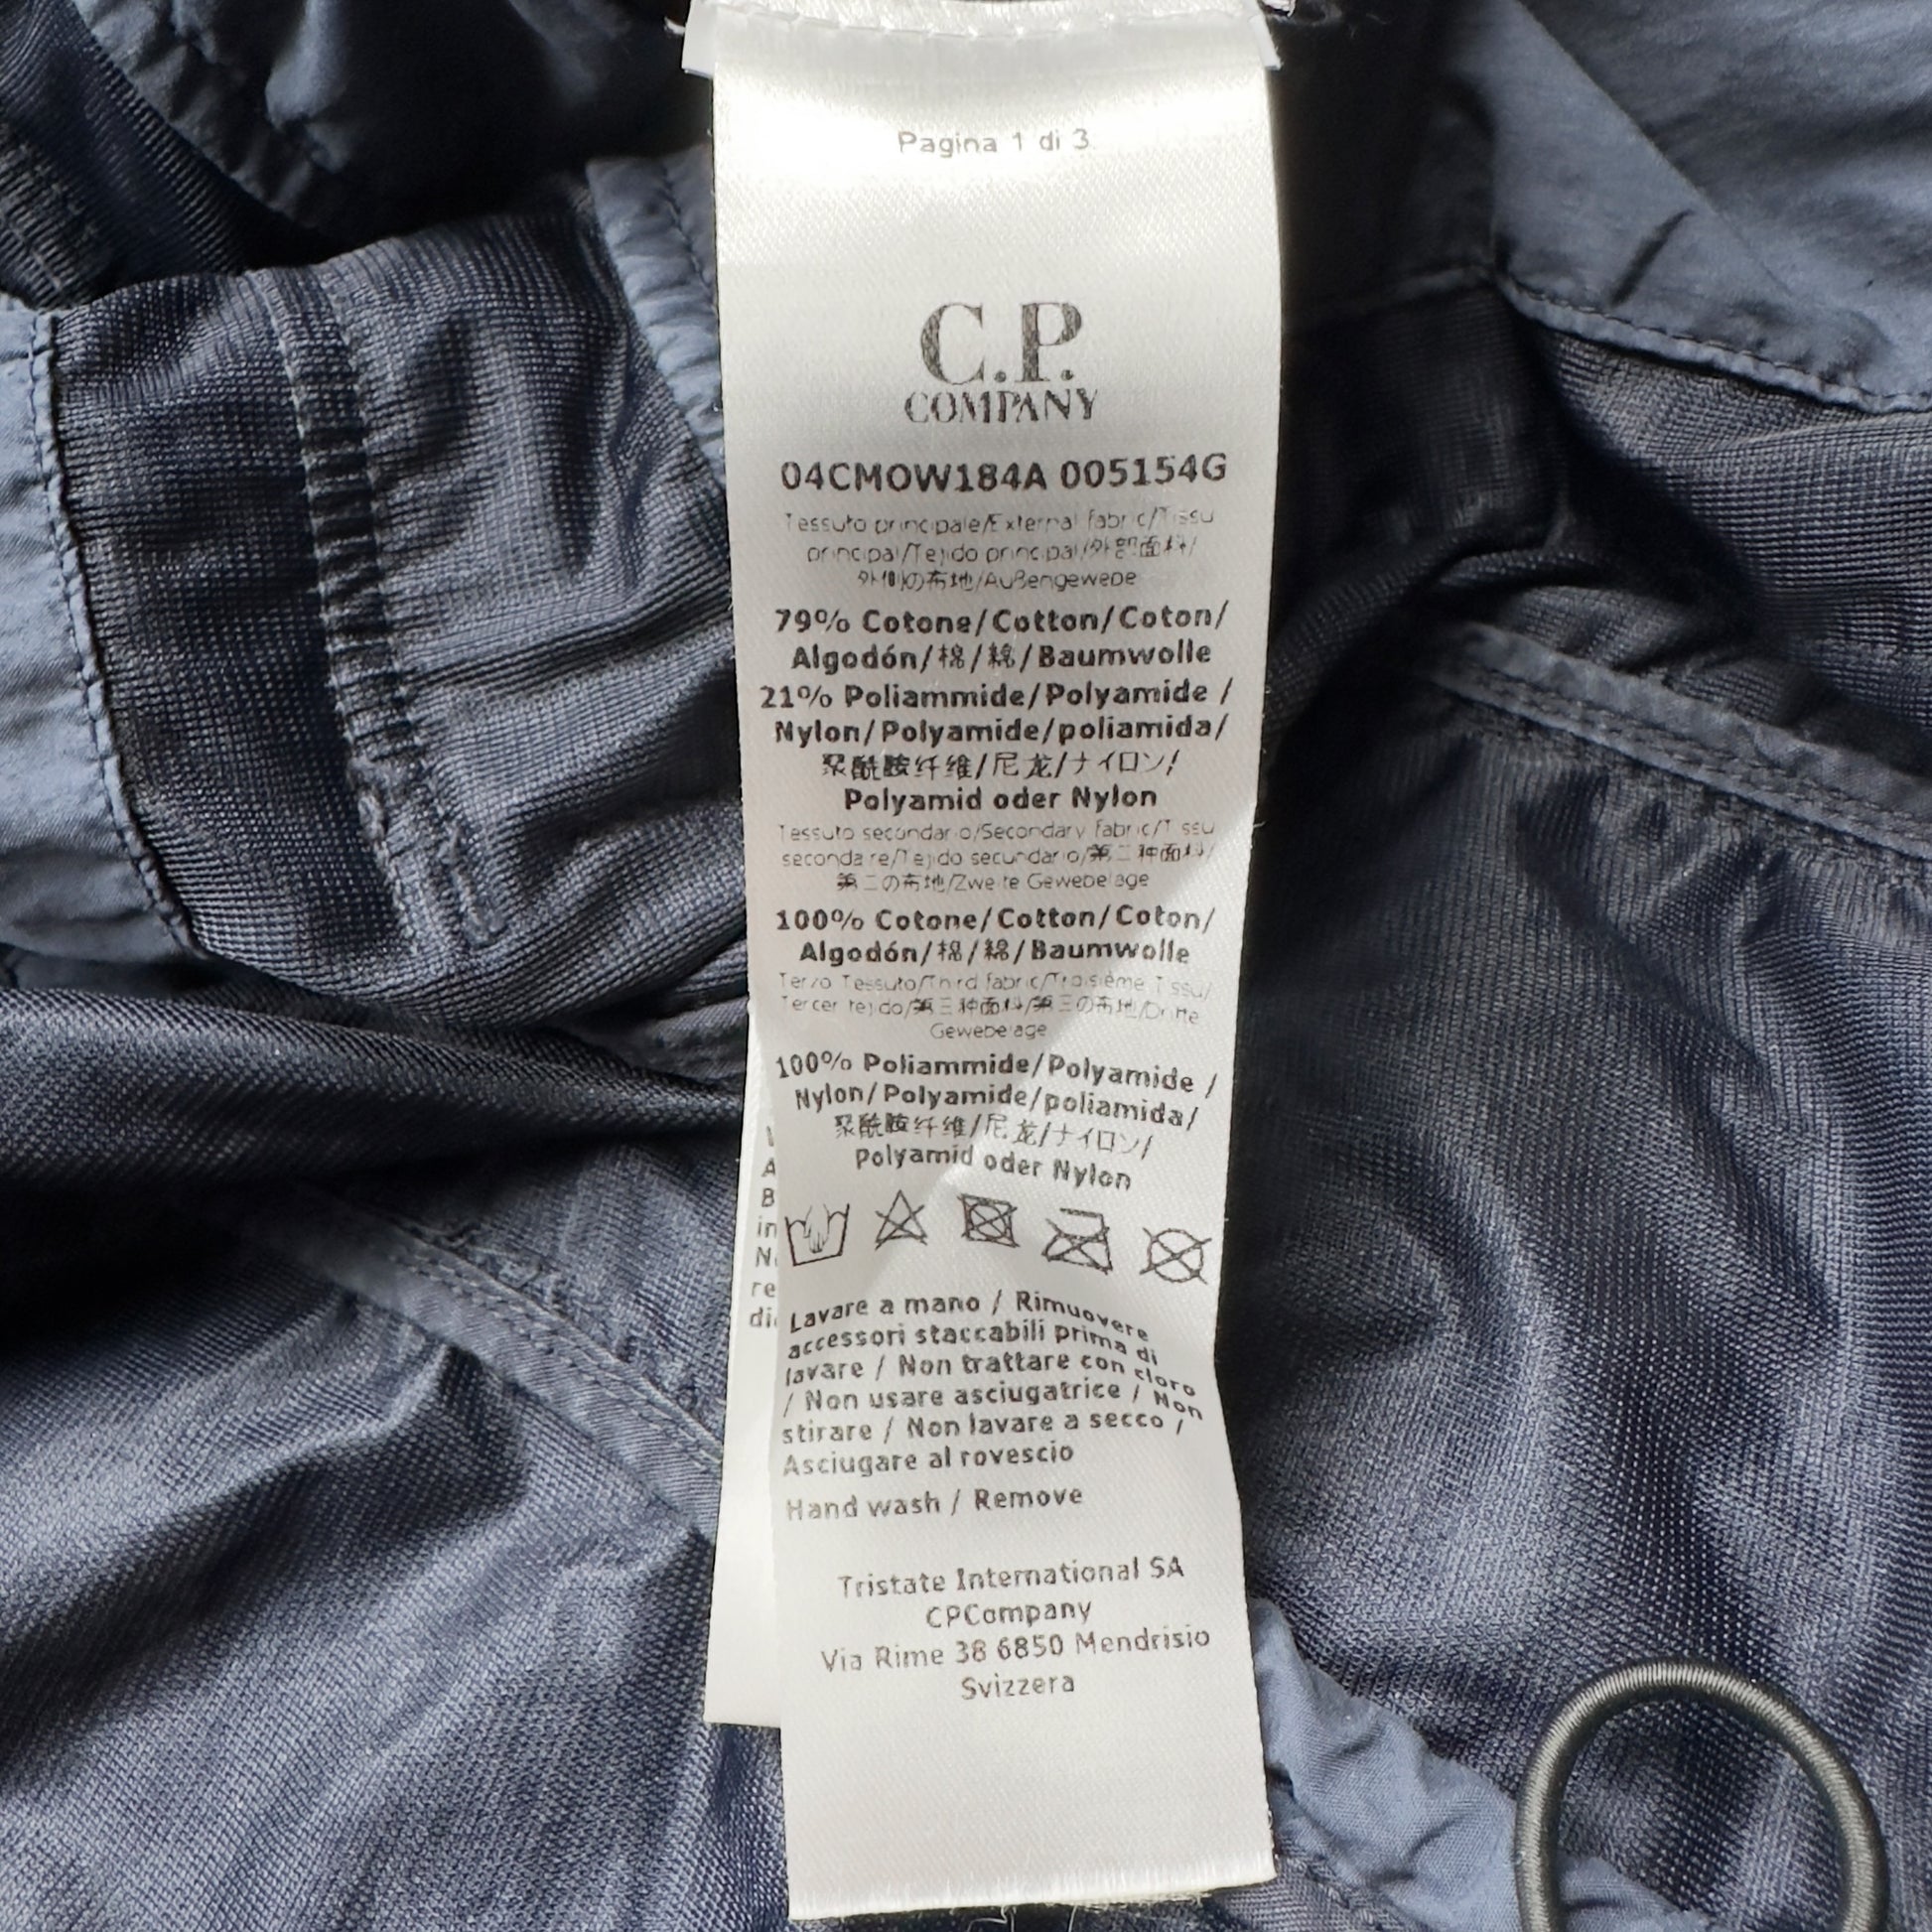 Pagina 1 di 3
C.P.
COMPANY
04CMOW184A 005154G
Tessuto principale/External fabric/Tissu
principal/Tejido principal/外部面料/
外側の布地/Außengewebe
79% Cotone/Cotton/Coton/
Algodón/棉/綿/Baumwolle
21% Poliammide/Polyamide /
Nylon/Polyamide/poliamida/
聚酰胺纤维/尼龙/ナイロン/
Polyamid oder Nylon
Tessuto secondario/Secondary fabric/Tissu
secondaire/Tejido secundario/第二种面料/
第二の布地/Zweite Gewebelage
100% Cotone/Cotton/Coton/
Algodón/棉/綿/Baumwolle
Terzo Tessuto/Third fabric/Troisième Tissu/
Tercer tejido/第三种面料/第三の布地/Dritte
Gewebelage
100% Poliammide/Polyamide /
Nylon/Polyamide/poliamida/
聚酰胺纤维/尼龙/ナイロン/
Polyamid oder Nylon
Lavare a mano / Rimuovere
accessori staccabili prima di
lavare / Non trattare con cloro
/ Non usare asciugatrice / Non
stirare / Non lavare a secco /
Asciugare al rovescio
Hand wash / Remove
Tristate International SA
CPCompany
Via Rime 38 6850 Mendrisio
Svizzera